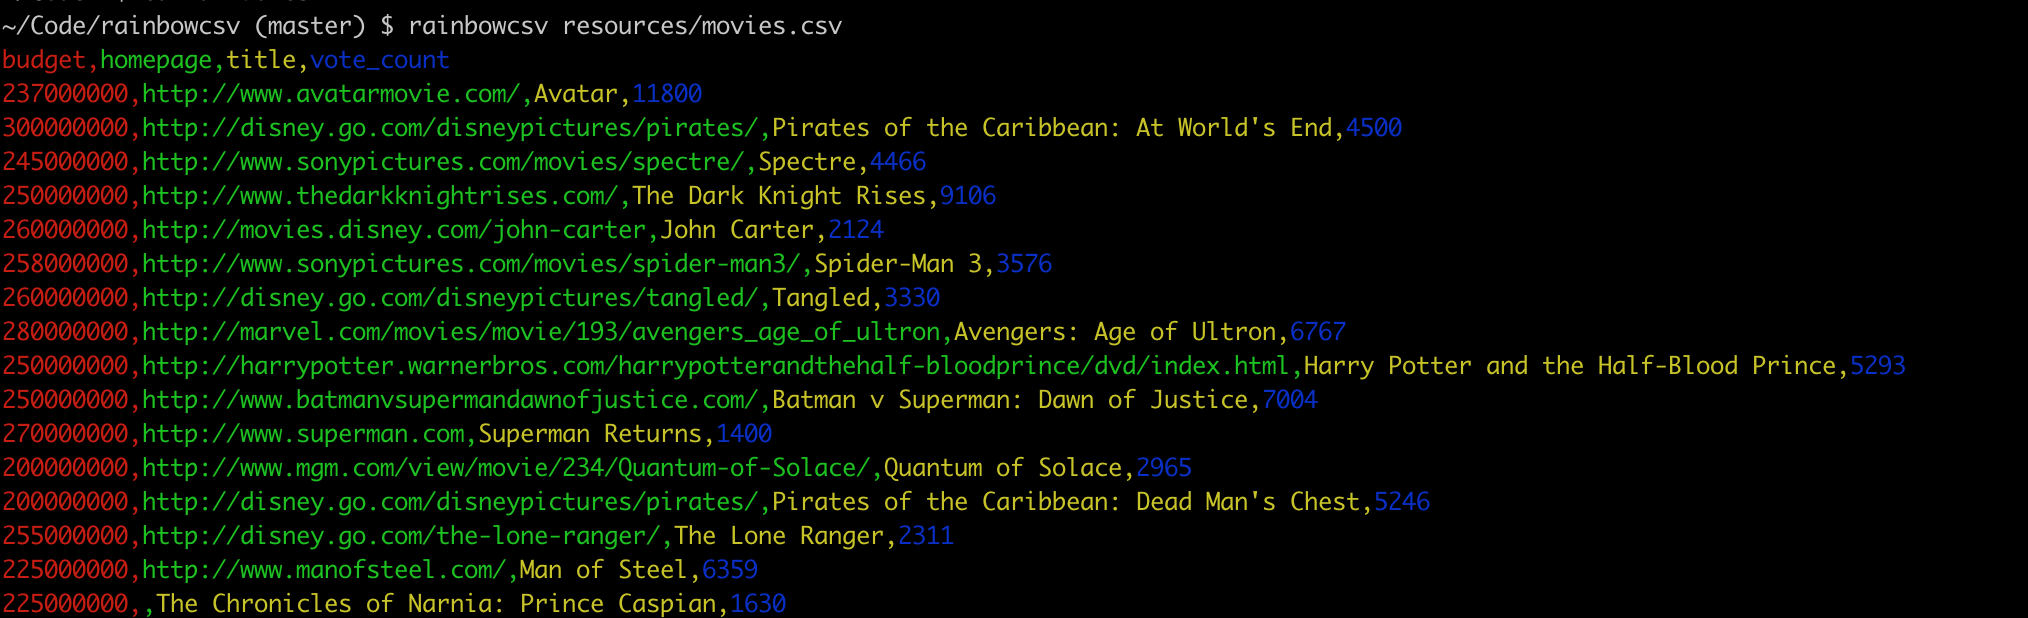 ~/Code/rainbowcsv (master) $ rainbowcsv resources/movies.csv
budget,homepage,title,vote_count
237000000,http://www.avatarmovie.com/,Avatar,11800
300000000,http://disney.go.com/disneypictures/pirates/,Pirates of the Caribbean: At World's End,4500
245000000,http://www.sonypictures.com/movies/spectre/,Spectre,4466
250000000,http://www.thedarkknightrises.com/,The Dark Knight Rises,9106
260000000,http://movies.disney.com/john-carter,John Carter,2124
258000000,http://www.sonypictures.com/movies/spider-man3/,Spider-Man 3,3576
260000000,http://disney.go.com/disneypictures/tangled/,Tangled,3330
280000000,http://marvel.com/movies/movie/193/avengers_age_of_ultron,Avengers: Age of Ultron,6767
250000000,http://harrypotter.warnerbros.com/harrypotterandthehalf-bloodprince/dvd/index.html,Harry Potter and the Half-Blood Prince,5293
250000000,http://www.batmanvsupermandawnofjustice.com/,Batman v Superman: Dawn of Justice,7004
270000000,http://www.superman.com,Superman Returns,1400
200000000,http://www.mgm.com/view/movie/234/Quantum-of-Solace/,Quantum of Solace,2965
200000000,http://disney.go.com/disneypictures/pirates/,Pirates of the Caribbean: Dead Man's Chest,5246
255000000,http://disney.go.com/the-lone-ranger/,The Lone Ranger,2311
225000000,http://www.manofsteel.com/,Man of Steel,6359
225000000,,The Chronicles of Narnia: Prince Caspian,1630